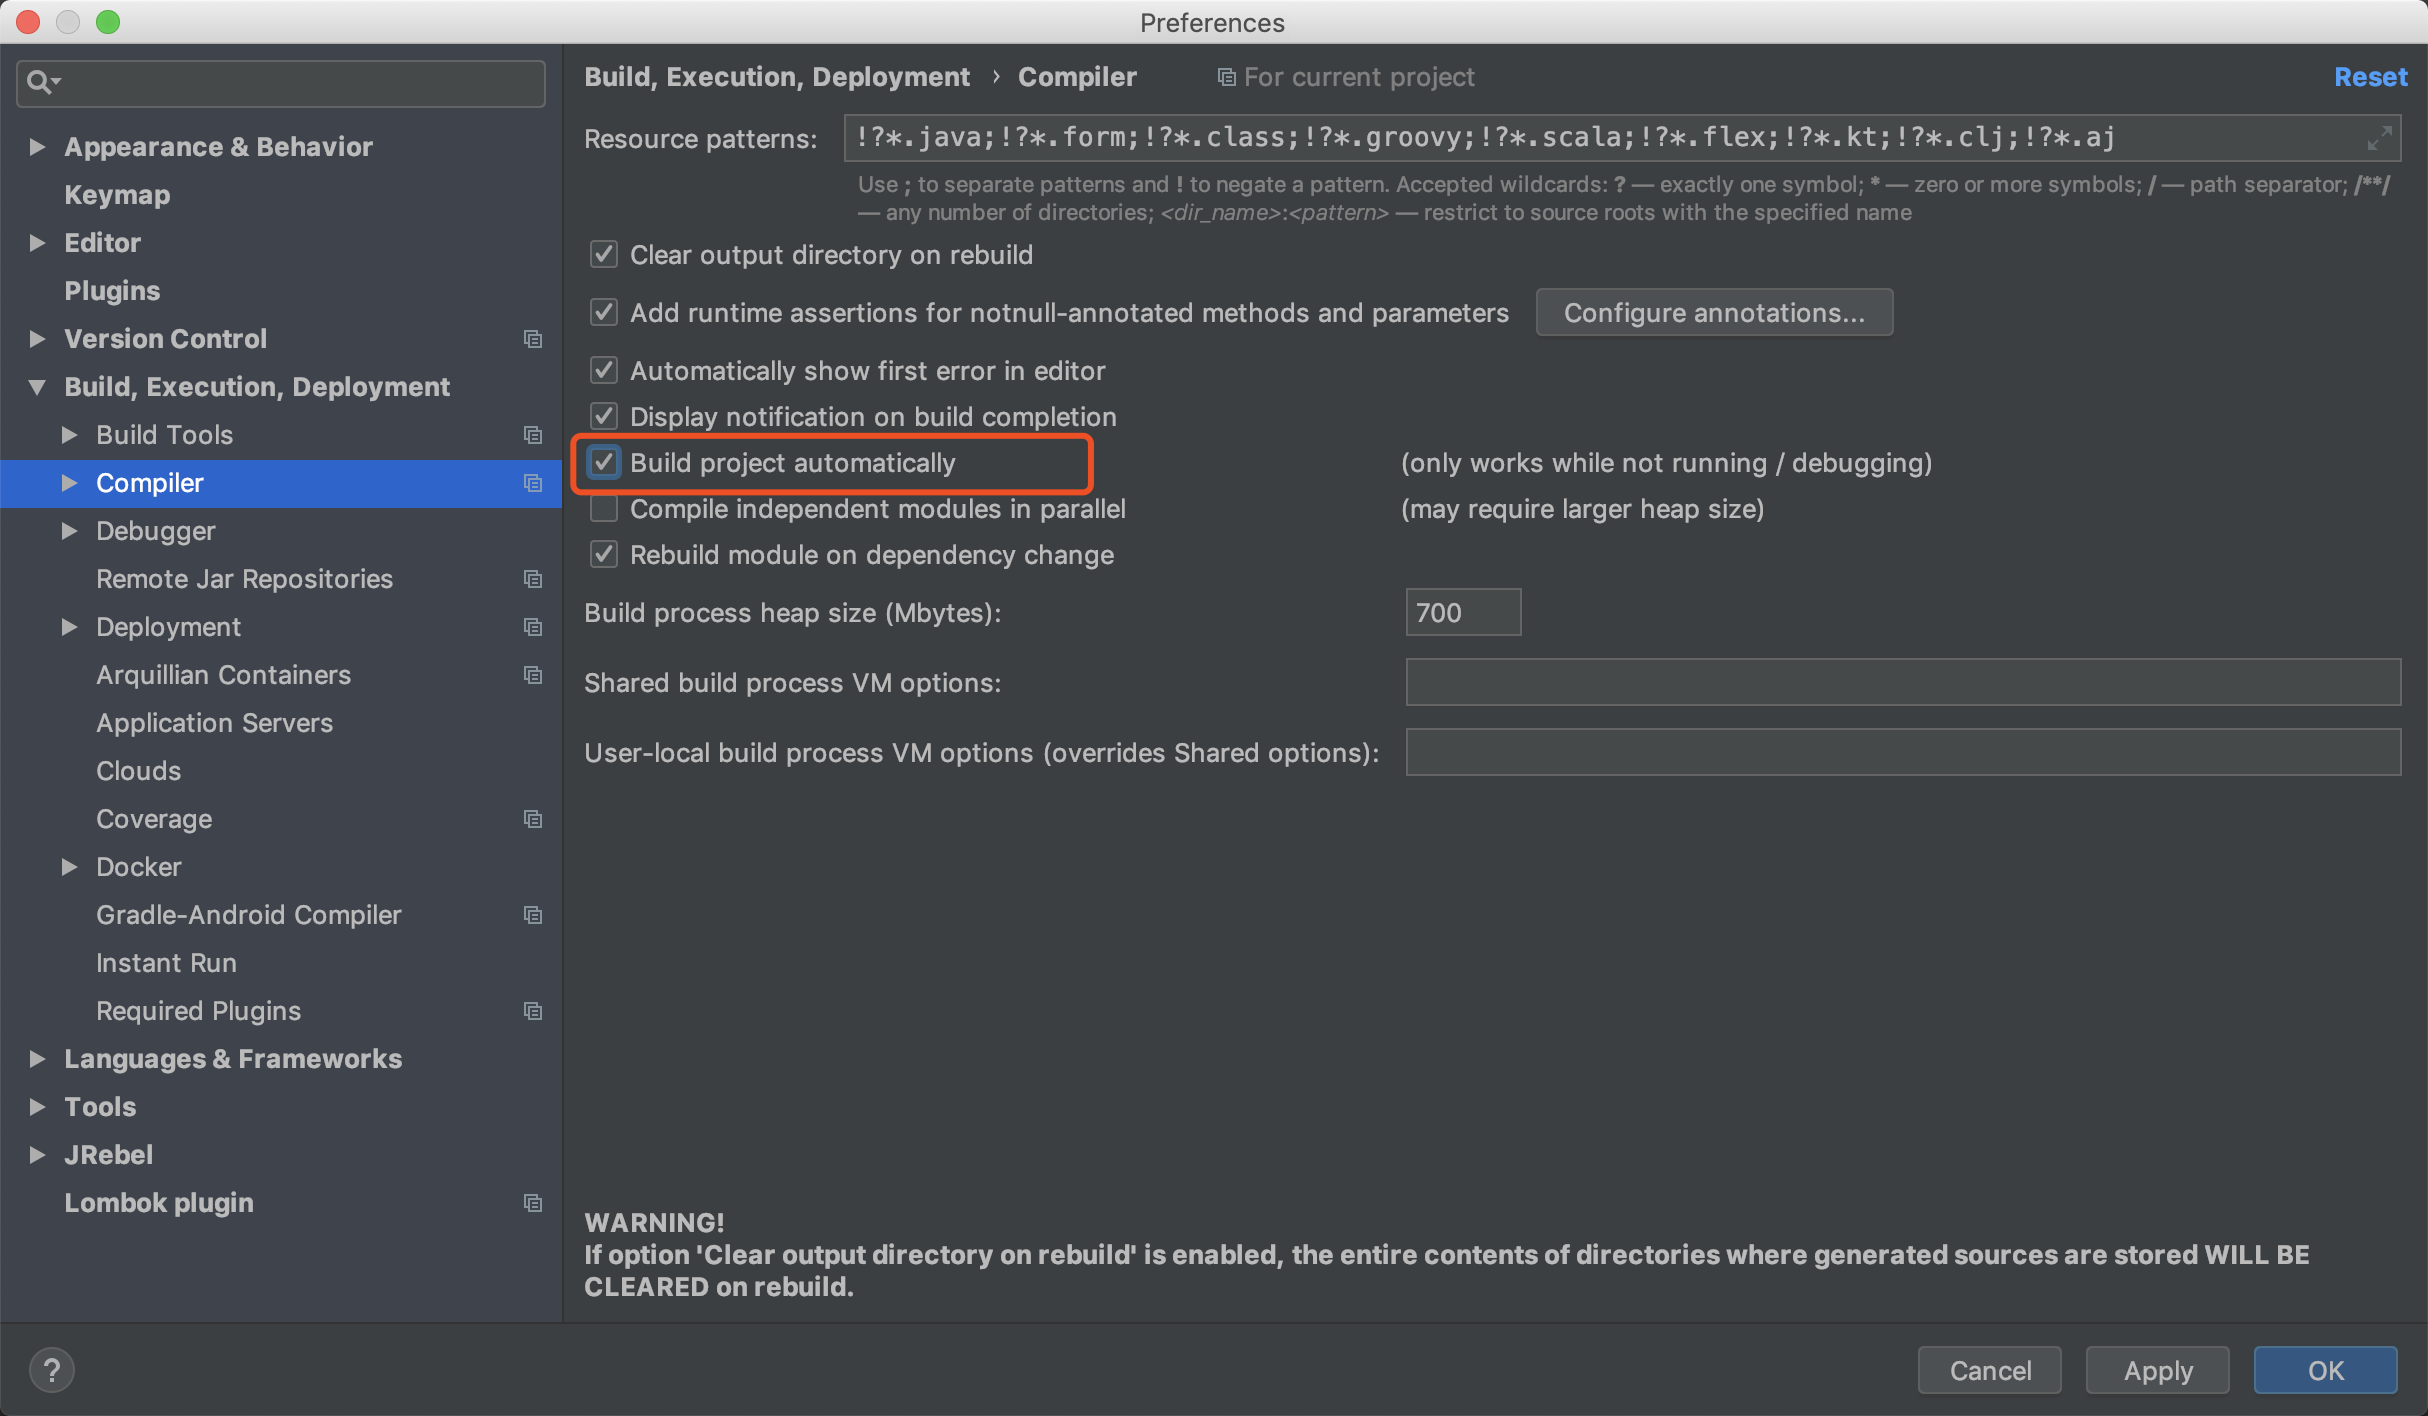 Preferences
Build, Execution, Deployment › Compiler For current project Reset
Appearance & Behavior
Keymap
Editor
Plugins
Version Control
Build, Execution, Deployment
Build Tools
Compiler
Debugger
Remote Jar Repositories
Deployment
Arquillian Containers
Application Servers
Clouds
Coverage
Docker
Gradle-Android Compiler
Instant Run
Required Plugins
Languages & Frameworks
Tools
JRebel
Lombok plugin
Resource patterns: !?*.java;!?*.form;!?*.class;!?*.groovy;!?*.scala;!?*.flex;!?*.kt;!?*.clj;!?*.aj
Use ; to separate patterns and ! to negate a pattern. Accepted wildcards: ? — exactly one symbol; * — zero or more symbols; / — path separator; /**/
— any number of directories; <dir_name>:<pattern> — restrict to source roots with the specified name
Clear output directory on rebuild
Add runtime assertions for notnull-annotated methods and parameters Configure annotations...
Automatically show first error in editor
Display notification on build completion
Build project automatically (only works while not running / debugging)
Compile independent modules in parallel (may require larger heap size)
Rebuild module on dependency change
Build process heap size (Mbytes): 700
Shared build process VM options:
User-local build process VM options (overrides Shared options):
WARNING!
If option 'Clear output directory on rebuild' is enabled, the entire contents of directories where generated sources are stored WILL BE
CLEARED on rebuild.
? Cancel Apply OK